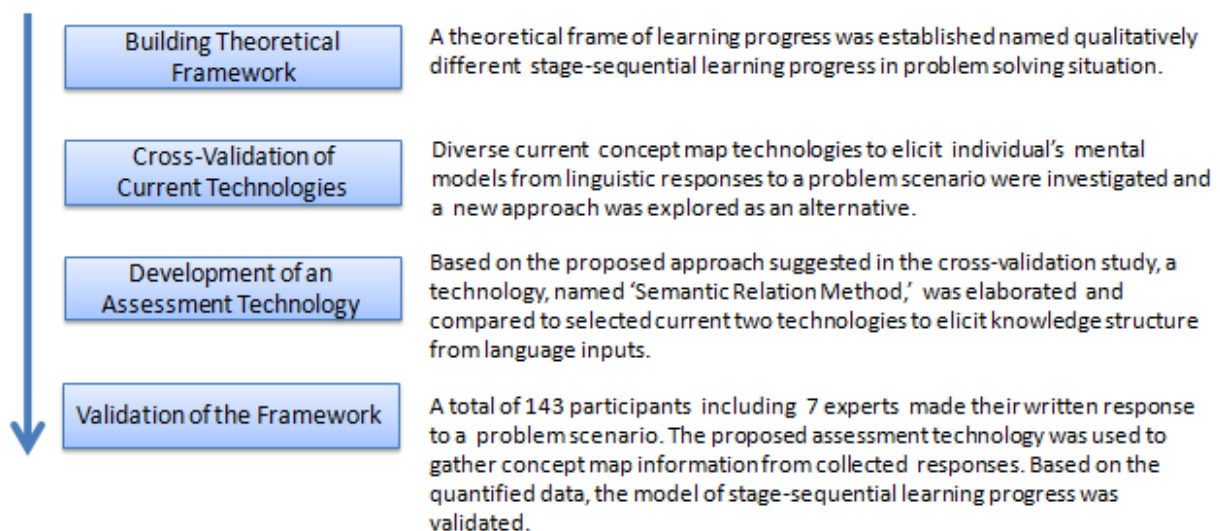 Building Theoretical
Framework
A theoretical frame of learning progress was established named qualitatively
different stage-sequential learning progress in problem solving situation.
Cross-Validation of
Current Technologies
Diverse current concept map technologies to elicit individual's mental
models from linguistic responses to a problem scenario were investigated and
a new approach was explored as an alternative.
Development of an
Assessment Technology
Based on the proposed approach suggested in the cross-validation study, a
technology, named ‘Semantic Relation Method,’ was elaborated and
compared to selected current two technologies to elicit knowledge structure
from language inputs.
Validation of the Framework
A total of 143 participants including 7 experts made their written response
to a problem scenario. The proposed assessment technology was used to
gather concept map information from collected responses. Based on the
quantified data, the model of stage-sequential learning progress was
validated.